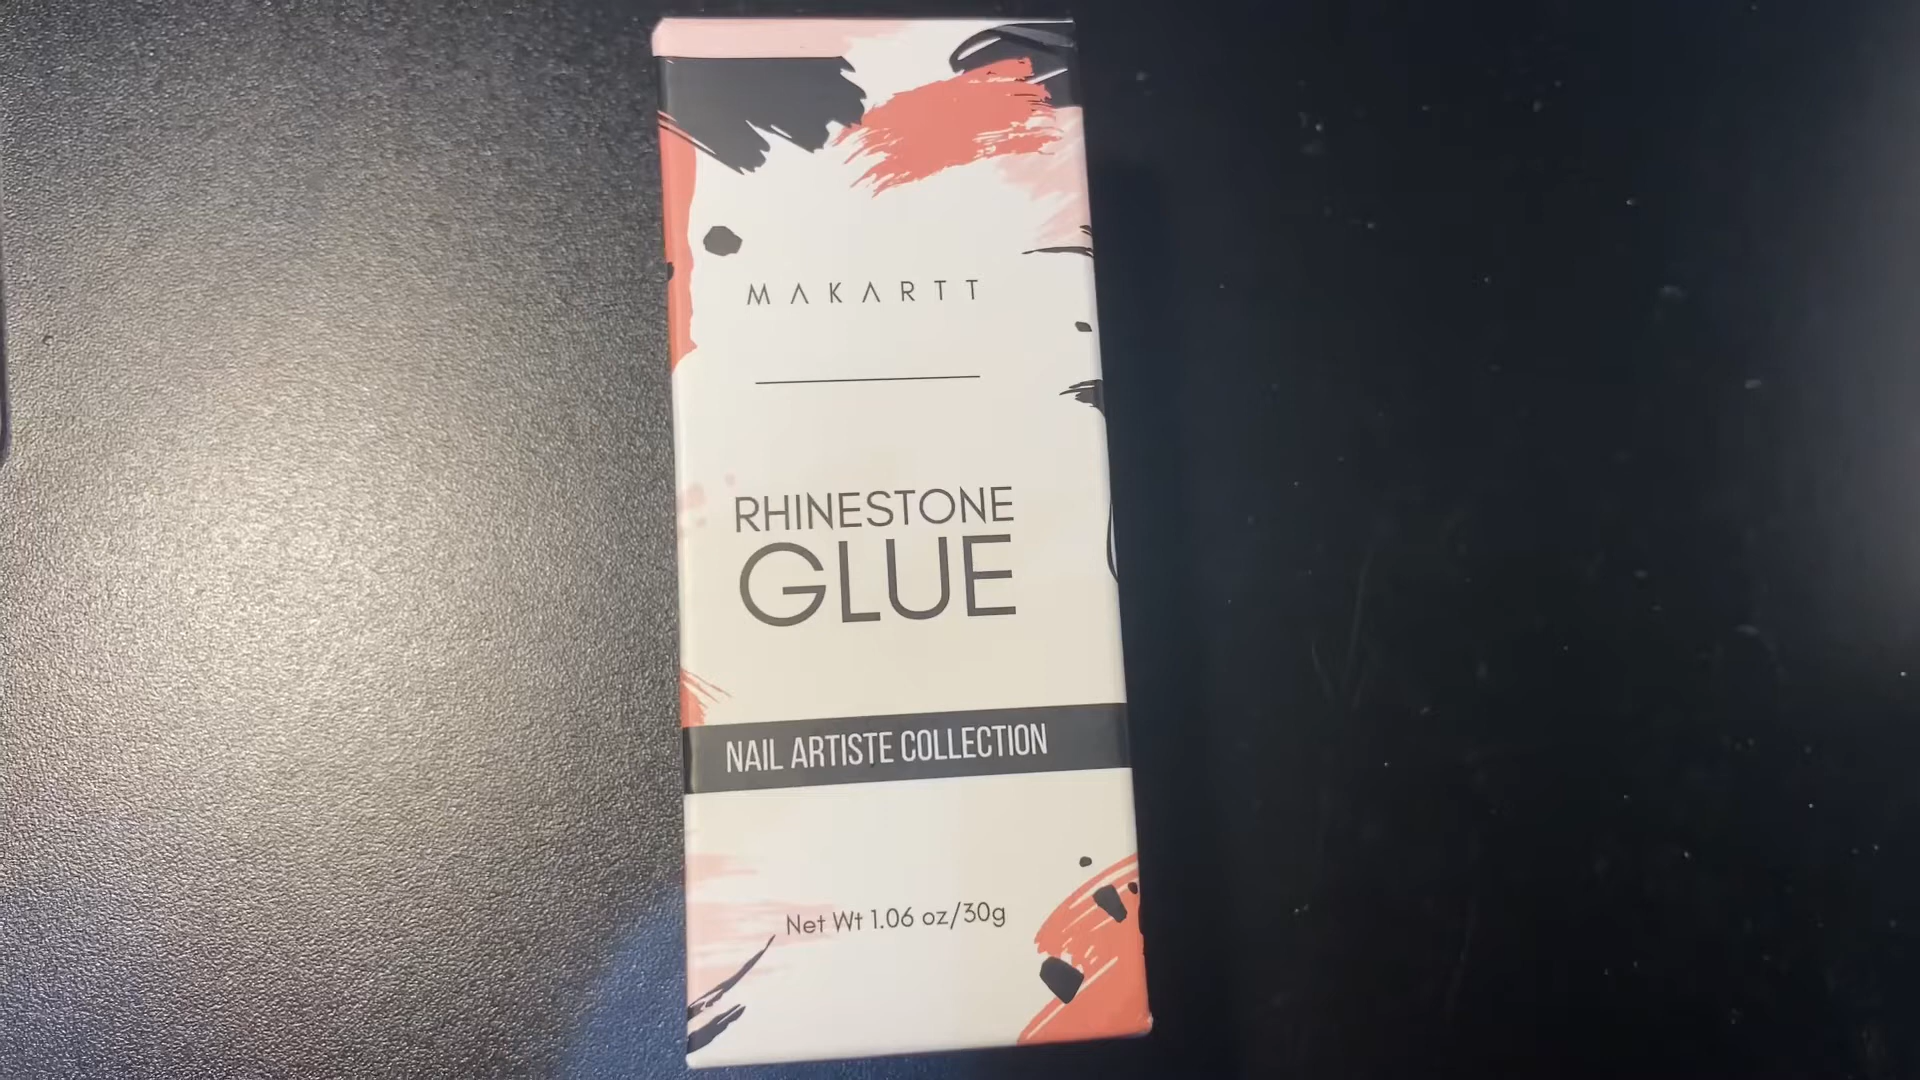 MAKARTT
RHINESTONE
GLUE
NAIL ARTISTE COLLECTION
Net Wt 1.06 oz/30g